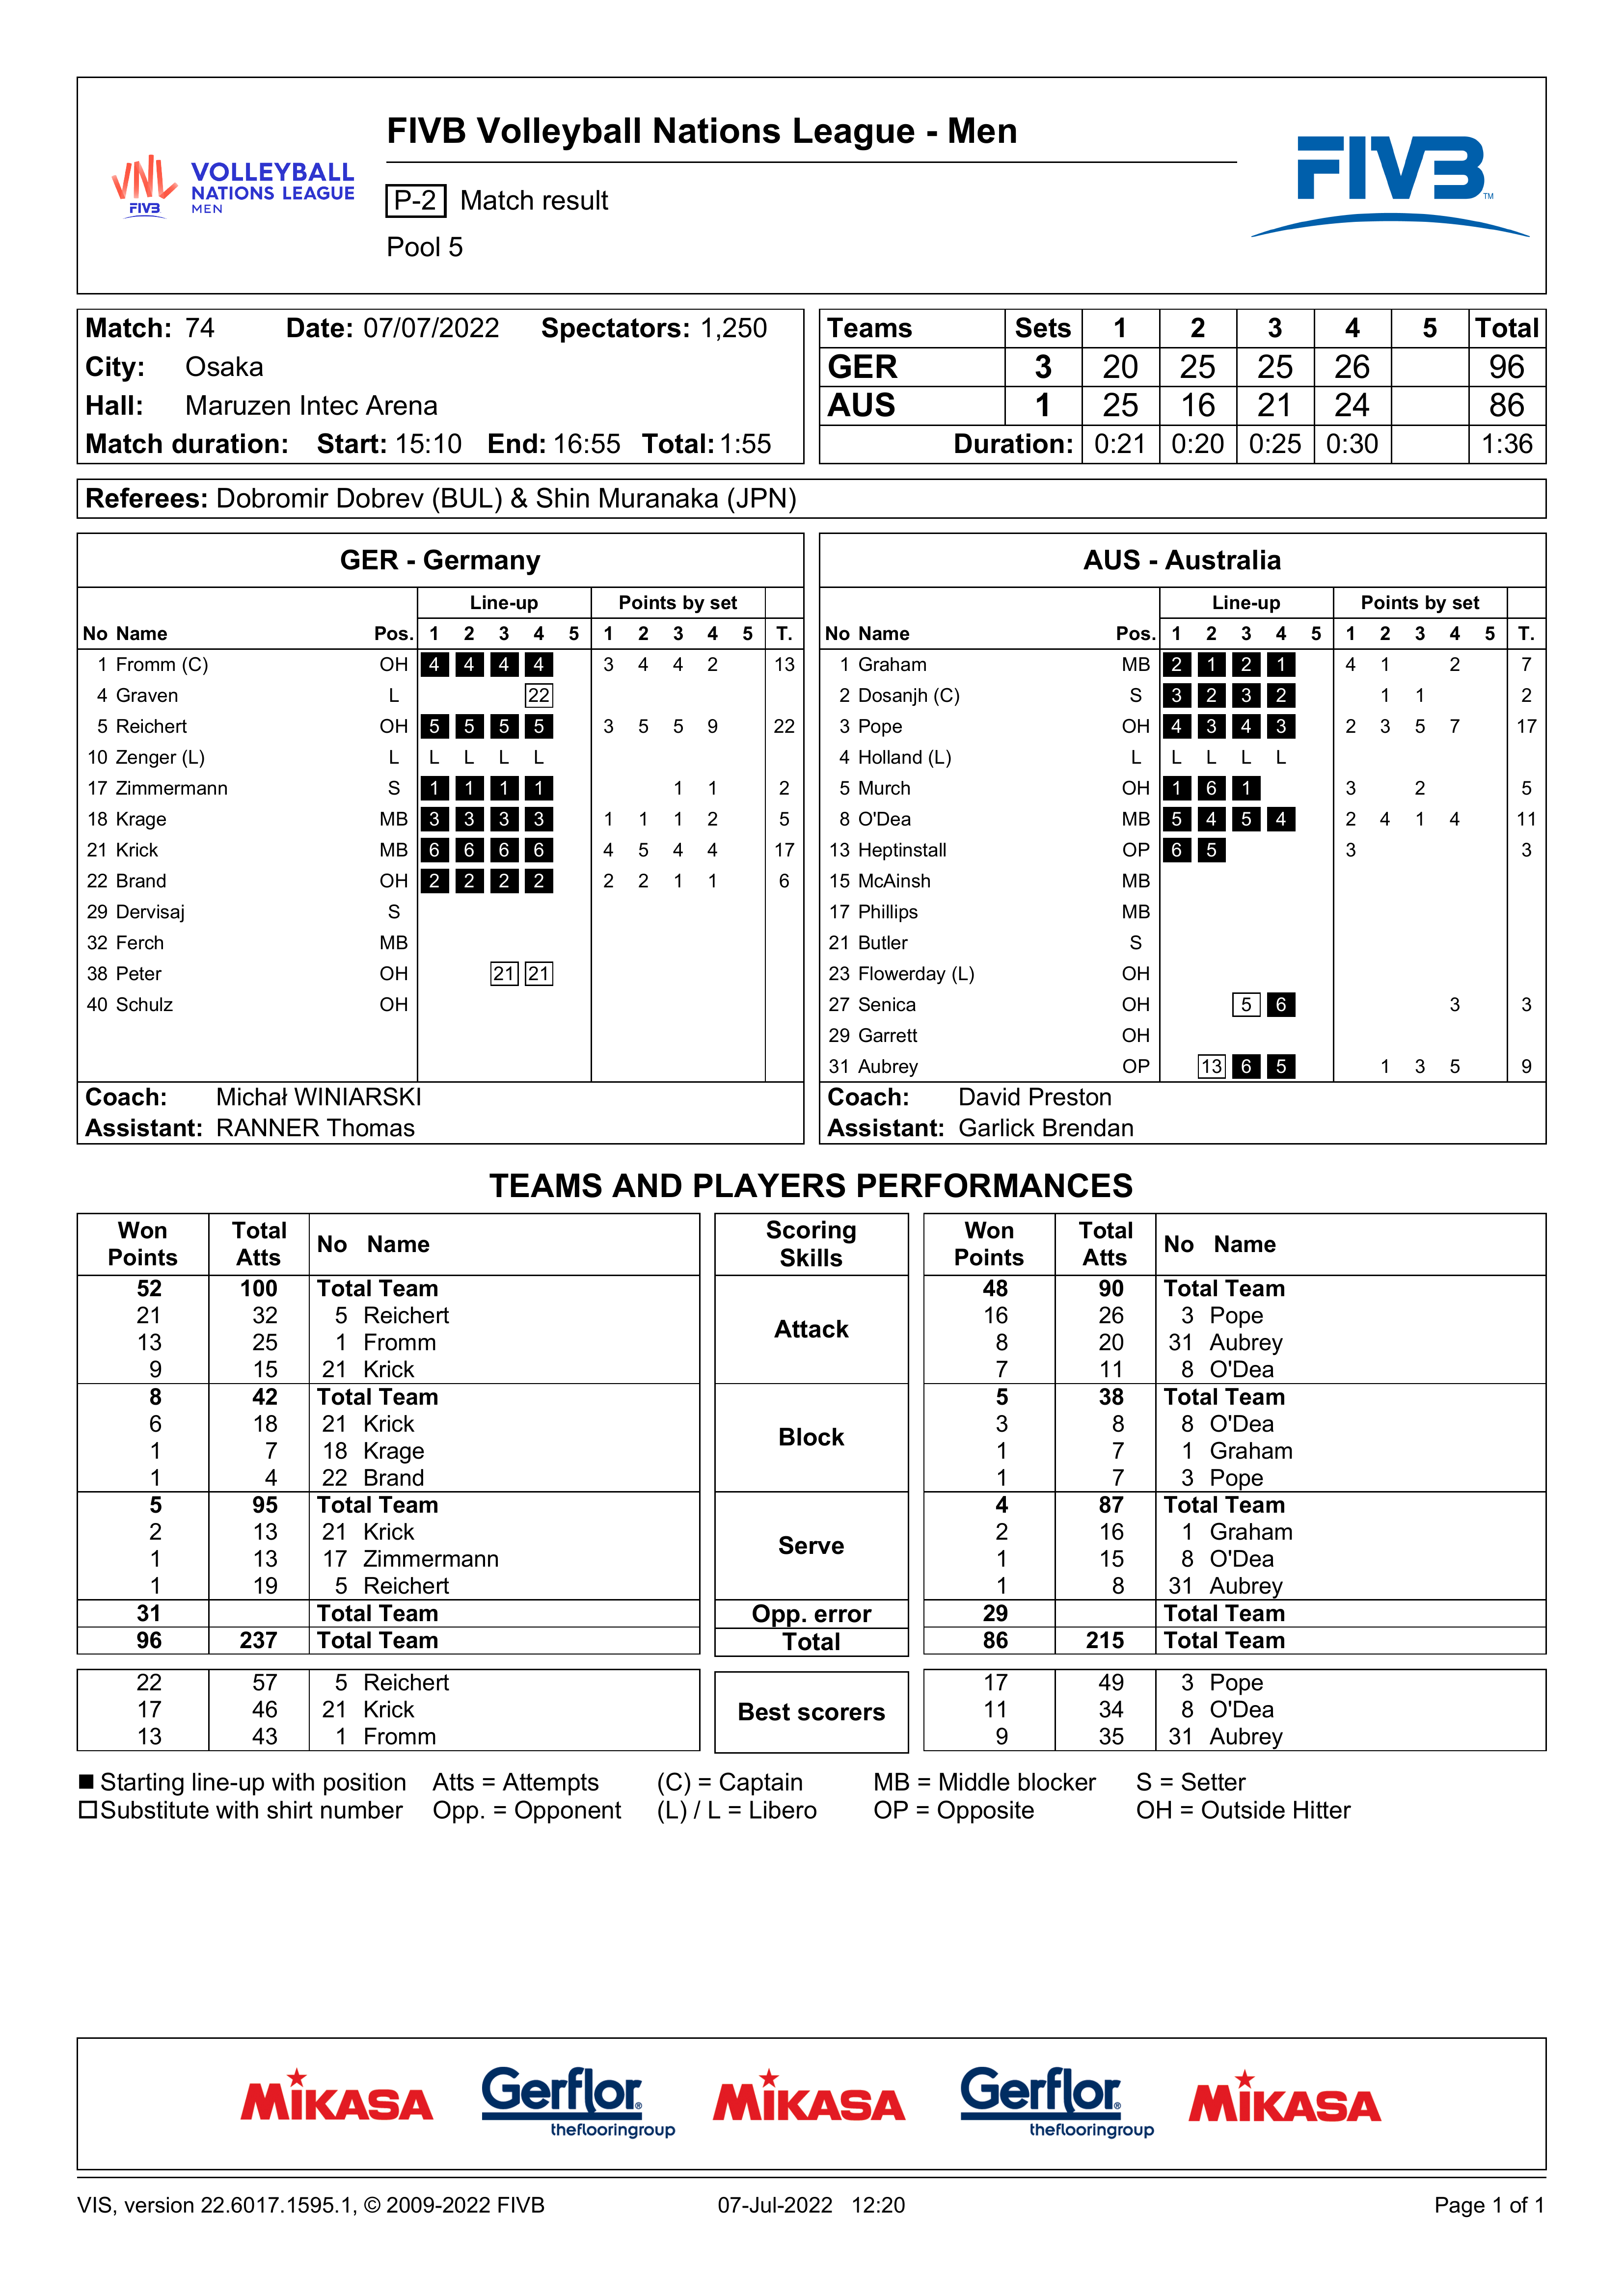 FIVB Volleyball Nations League - Men
VNL FIVB VOLLEYBALL NATIONS LEAGUE MEN
P-2 Match result
Pool 5
FIVB TM
Match: 74 Date: 07/07/2022 Spectators: 1,250
City: Osaka
Hall: Maruzen Intec Arena
Match duration: Start: 15:10 End: 16:55 Total: 1:55
Teams Sets 1 2 3 4 5 Total
GER 3 20 25 25 26 96
AUS 1 25 16 21 24 86
Duration: 0:21 0:20 0:25 0:30 1:36
Referees: Dobromir Dobrev (BUL) & Shin Muranaka (JPN)
GER - Germany
Line-up Points by set
No Name Pos. 1 2 3 4 5 1 2 3 4 5 T.
1 Fromm (C) OH 4 4 4 4 3 4 4 2 13
4 Graven L 22
5 Reichert OH 5 5 5 5 3 5 5 9 22
10 Zenger (L) L L L L L
17 Zimmermann S 1 1 1 1 1 1 2
18 Krage MB 3 3 3 3 1 1 1 2 5
21 Krick MB 6 6 6 6 4 5 4 4 17
22 Brand OH 2 2 2 2 2 2 1 1 6
29 Dervisaj S
32 Ferch MB
38 Peter OH 21 21
40 Schulz OH
Coach: Michał WINIARSKI
Assistant: RANNER Thomas
AUS - Australia
Line-up Points by set
No Name Pos. 1 2 3 4 5 1 2 3 4 5 T.
1 Graham MB 2 1 2 1 4 1 2 7
2 Dosanjh (C) S 3 2 3 2 1 1 2
3 Pope OH 4 3 4 3 2 3 5 7 17
4 Holland (L) L L L L L
5 Murch OH 1 6 1 3 2 5
8 O'Dea MB 5 4 5 4 2 4 1 4 11
13 Heptinstall OP 6 5 3 3
15 McAinsh MB
17 Phillips MB
21 Butler S
23 Flowerday (L) OH
27 Senica OH 5 6 3 3
29 Garrett OH
31 Aubrey OP 13 6 5 1 3 5 9
Coach: David Preston
Assistant: Garlick Brendan
TEAMS AND PLAYERS PERFORMANCES
Won Points Total Atts No Name Scoring Skills Won Points Total Atts No Name
52 100 Total Team Attack 48 90 Total Team
21 32 5 Reichert 16 26 3 Pope
13 25 1 Fromm 8 20 31 Aubrey
9 15 21 Krick 7 11 8 O'Dea
8 42 Total Team Block 5 38 Total Team
6 18 21 Krick 3 8 8 O'Dea
1 7 18 Krage 1 7 1 Graham
1 4 22 Brand 1 7 3 Pope
5 95 Total Team Serve 4 87 Total Team
2 13 21 Krick 2 16 1 Graham
1 13 17 Zimmermann 1 15 8 O'Dea
1 19 5 Reichert 1 8 31 Aubrey
31 Total Team Opp. error 29 Total Team
96 237 Total Team Total 86 215 Total Team
22 57 5 Reichert Best scorers 17 49 3 Pope
17 46 21 Krick 11 34 8 O'Dea
13 43 1 Fromm 9 35 31 Aubrey
Starting line-up with position Atts = Attempts (C) = Captain MB = Middle blocker S = Setter
Substitute with shirt number Opp. = Opponent (L) / L = Libero OP = Opposite OH = Outside Hitter
MIKASA Gerflor® theflooringgroup MIKASA Gerflor® theflooringgroup MIKASA
VIS, version 22.6017.1595.1, © 2009-2022 FIVB 07-Jul-2022 12:20 Page 1 of 1